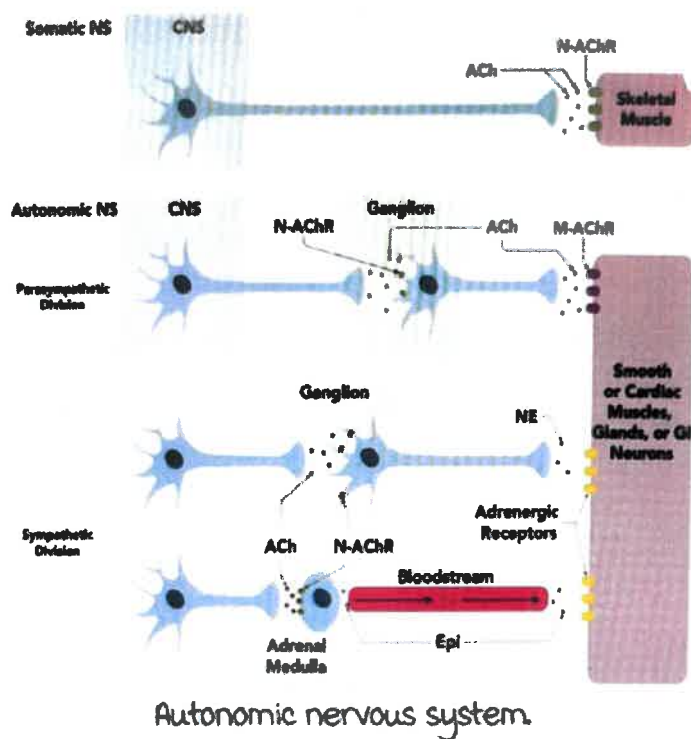 Somatic NS
CNS
N-AChR
ACh
Skeletal
Muscle
Autonomic NS
CNS
Ganglion
N-AChR
ACh
M-AChR
Parasympathetic
Division
Smooth
or Cardiac
Muscles,
Glands, or GI
Neurons
Ganglion
NE
Adrenergic
Receptors
Sympathetic
Division
ACh
N-AChR
Bloodstream
Adrenal
Medulla
Epi
Autonomic nervous system.